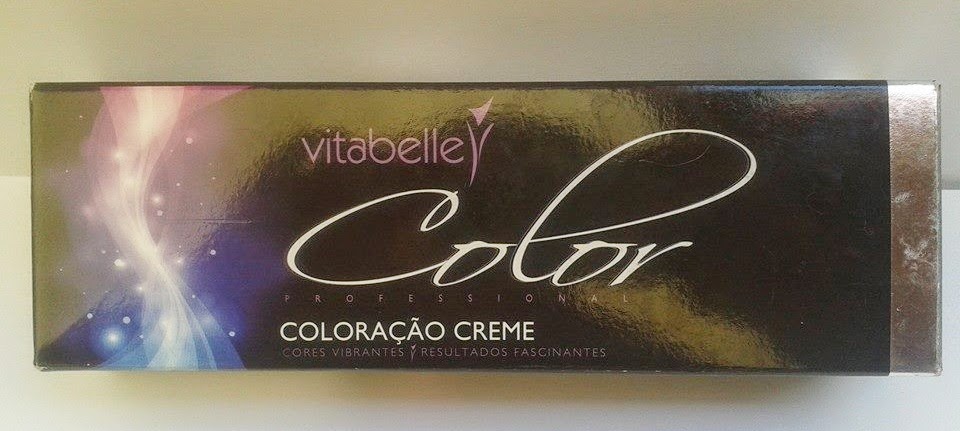 vitabelle
Color
PROFESSIONAL
COLORAÇÃO CREME
CORES VIBRANTES RESULTADOS FASCINANTES